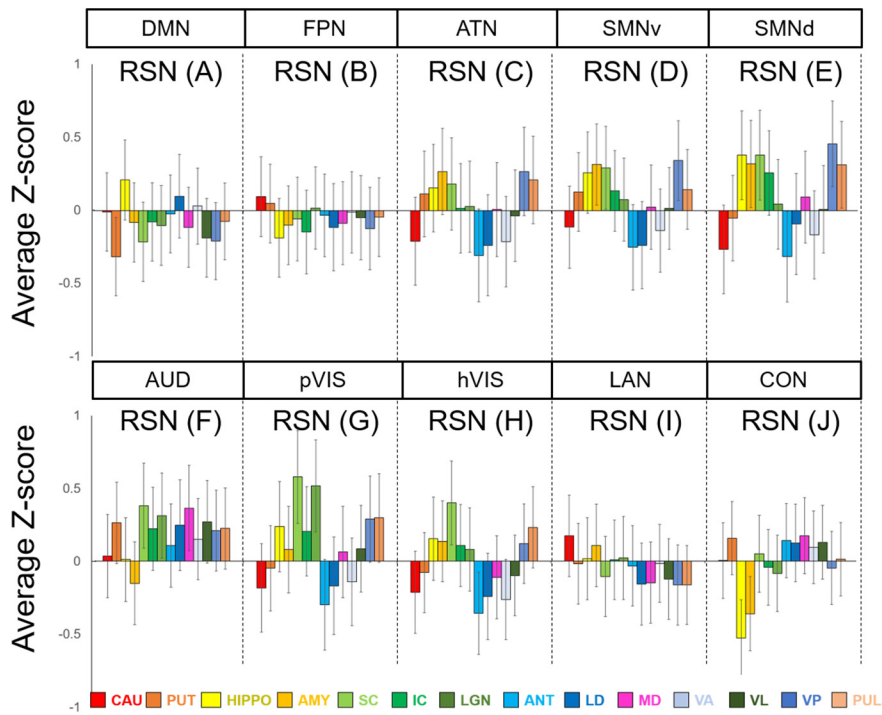 DMN FPN ATN SMNv SMNd
RSN (A) RSN (B) RSN (C) RSN (D) RSN (E)
1
0.5
0
-0.5
-1
Average Z-score
AUD pVIS hVIS LAN CON
RSN (F) RSN (G) RSN (H) RSN (I) RSN (J)
1
0.5
0
-0.5
-1
Average Z-score
CAU PUT HIPPO AMY SC IC LGN ANT LD MD VA VL VP PUL